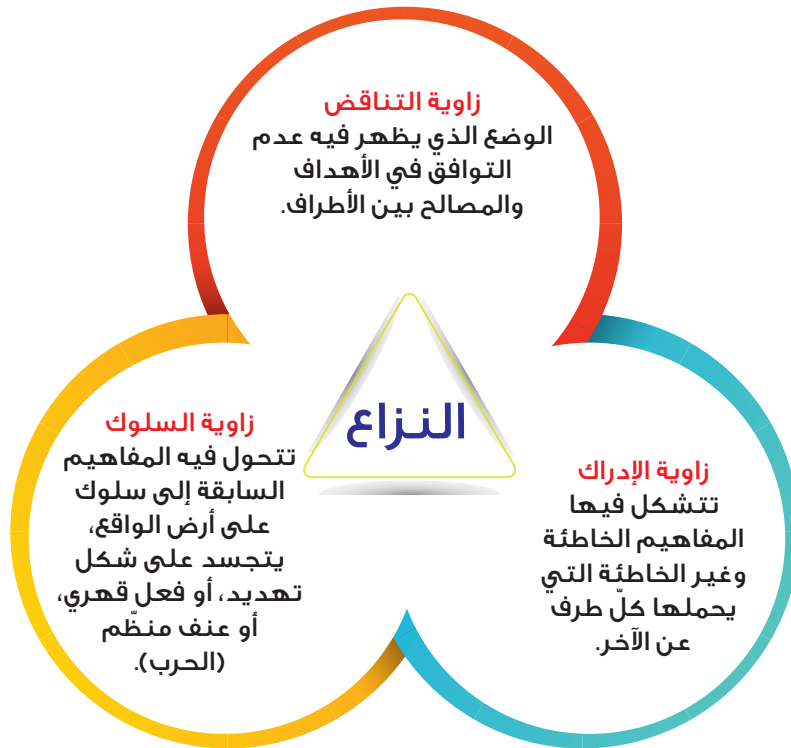 زاوية التناقض
الوضع الذي يظهر فيه عدم
التوافق في الأهداف
والمصالح بين الأطراف.
النزاع
زاوية الإدراك
تتشكل فيها
المفاهيم الخاطئة
وغير الخاطئة التي
يحملها كلّ طرف
عن الآخر.
زاوية السلوك
تتحول فيه المفاهيم
السابقة إلى سلوك
على أرض الواقع،
يتجسد على شكل
تهديد، أو فعل قهري،
أو عنف منظّم
(الحرب).